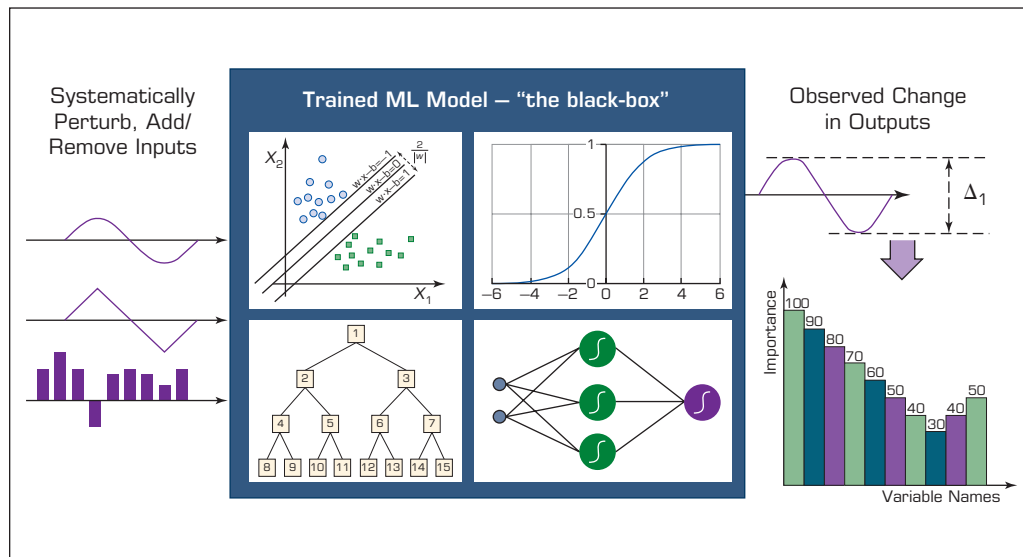 Systematically
Perturb, Add/
Remove Inputs
Trained ML Model – “the black-box”
X2
w·x–b=–1
w·x–b=0
w·x–b=1
2
|w|
X1
1
0.5
0
–6 –4 –2 0 2 4 6
1
2 3
4 5 6 7
8 9 10 11 12 13 14 15
Observed Change
in Outputs
Δ1
Importance
100
90
80
70
60
50
40
30
40
50
Variable Names